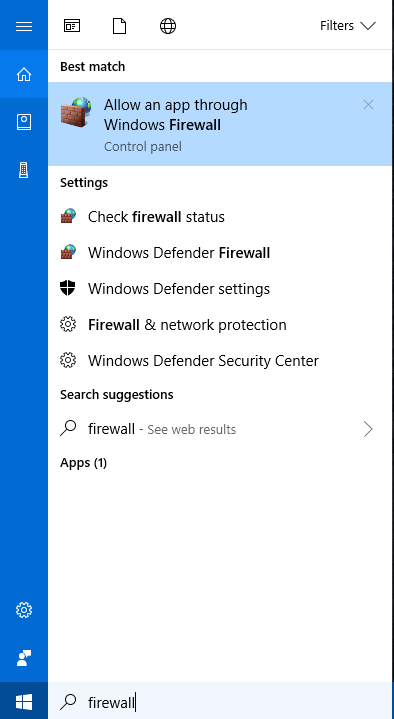 Filters
Best match
Allow an app through
Windows Firewall
Control panel
Settings
Check firewall status
Windows Defender Firewall
Windows Defender settings
Firewall & network protection
Windows Defender Security Center
Search suggestions
firewall - See web results
Apps (1)
firewall